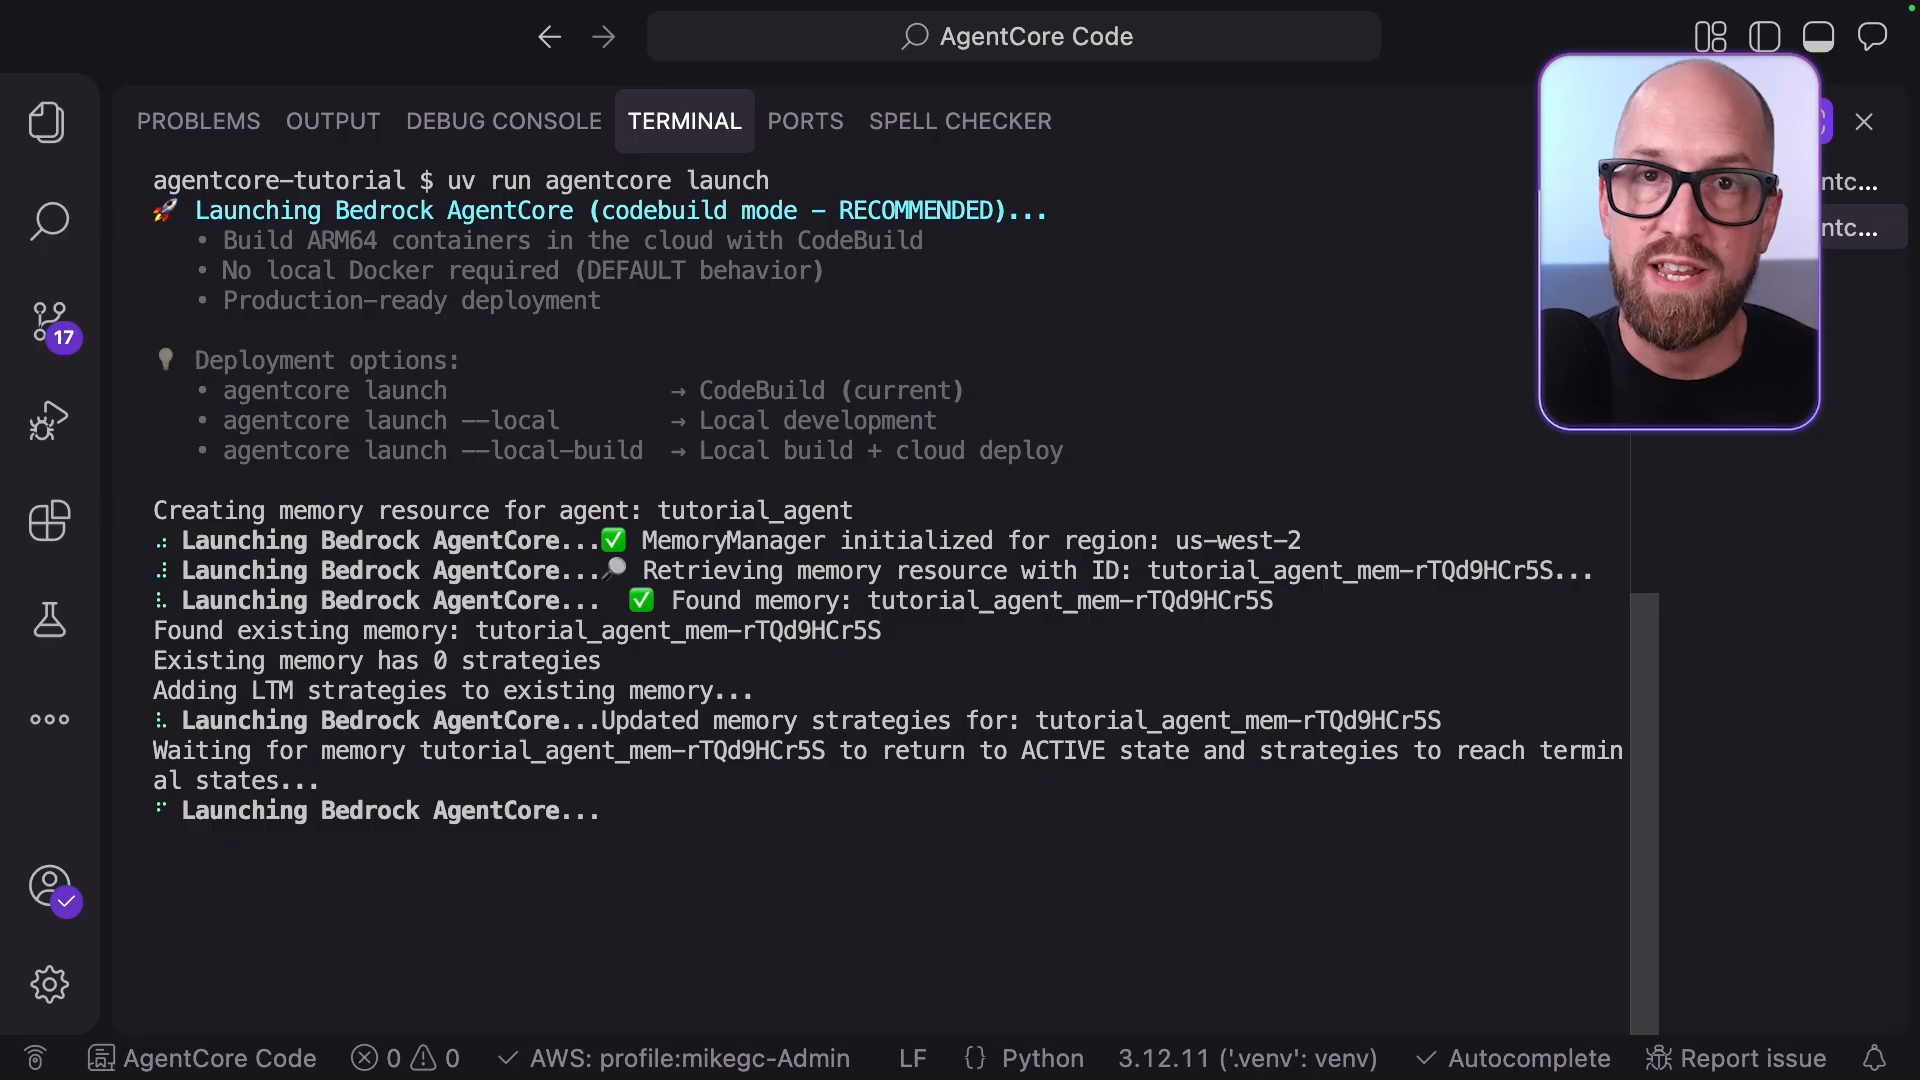 AgentCore Code
PROBLEMS OUTPUT DEBUG CONSOLE TERMINAL PORTS SPELL CHECKER
agentcore-tutorial $ uv run agentcore launch
🚀 Launching Bedrock AgentCore (codebuild mode - RECOMMENDED)...
• Build ARM64 containers in the cloud with CodeBuild
• No local Docker required (DEFAULT behavior)
• Production-ready deployment
💡 Deployment options:
• agentcore launch → CodeBuild (current)
• agentcore launch --local → Local development
• agentcore launch --local-build → Local build + cloud deploy
Creating memory resource for agent: tutorial_agent
Launching Bedrock AgentCore...✅ MemoryManager initialized for region: us-west-2
Launching Bedrock AgentCore...🔎 Retrieving memory resource with ID: tutorial_agent_mem-rTQd9HCr5S...
Launching Bedrock AgentCore... ✅ Found memory: tutorial_agent_mem-rTQd9HCr5S
Found existing memory: tutorial_agent_mem-rTQd9HCr5S
Existing memory has 0 strategies
Adding LTM strategies to existing memory...
Launching Bedrock AgentCore...Updated memory strategies for: tutorial_agent_mem-rTQd9HCr5S
Waiting for memory tutorial_agent_mem-rTQd9HCr5S to return to ACTIVE state and strategies to reach termin
al states...
Launching Bedrock AgentCore...
ntc...
ntc...
17
AgentCore Code 0 0 AWS: profile:mikegc-Admin LF {} Python 3.12.11 ('.venv': venv) Autocomplete Report issue